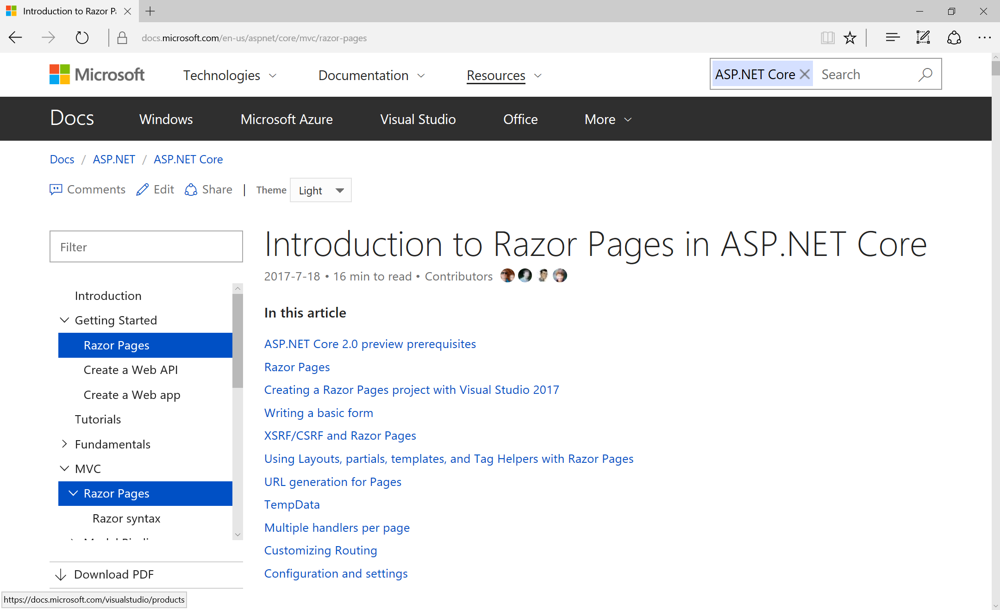 Introduction to Razor P
docs.microsoft.com/en-us/aspnet/core/mvc/razor-pages
Microsoft
Technologies
Documentation
Resources
ASP.NET Core
Search
Docs
Windows
Microsoft Azure
Visual Studio
Office
More
Docs / ASP.NET / ASP.NET Core
Comments
Edit
Share
|
Theme
Light
Filter
Introduction
Getting Started
Razor Pages
Create a Web API
Create a Web app
Tutorials
Fundamentals
MVC
Razor Pages
Razor syntax
Download PDF
Introduction to Razor Pages in ASP.NET Core
2017-7-18 • 16 min to read • Contributors
In this article
ASP.NET Core 2.0 preview prerequisites
Razor Pages
Creating a Razor Pages project with Visual Studio 2017
Writing a basic form
XSRF/CSRF and Razor Pages
Using Layouts, partials, templates, and Tag Helpers with Razor Pages
URL generation for Pages
TempData
Multiple handlers per page
Customizing Routing
Configuration and settings
https://docs.microsoft.com/visualstudio/products